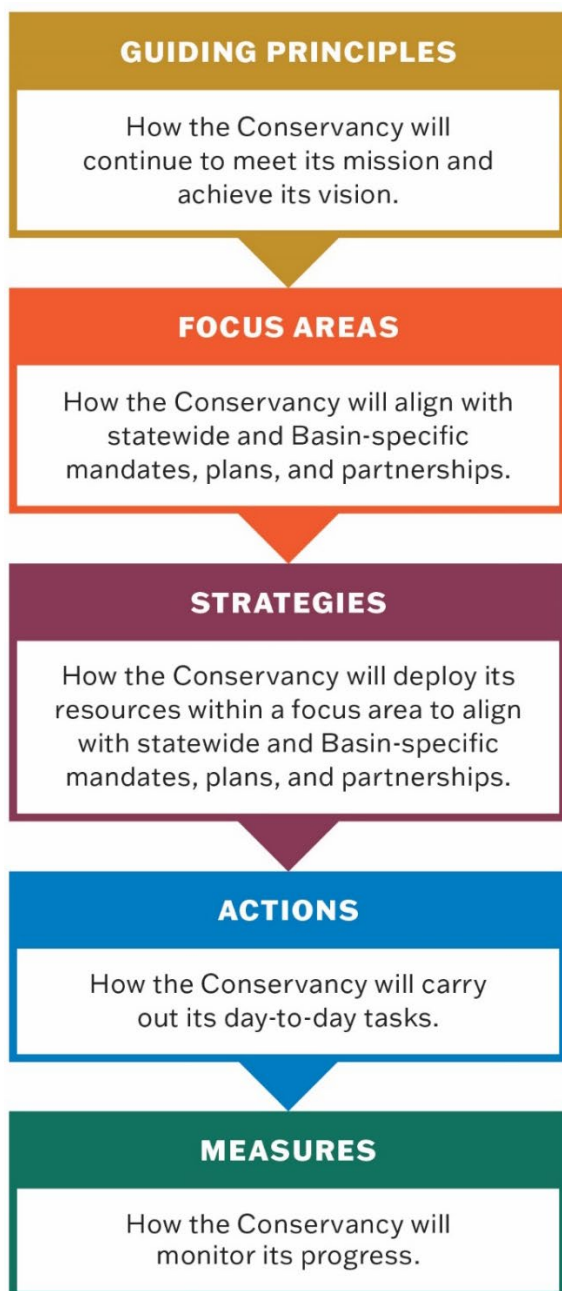 GUIDING PRINCIPLES
How the Conservancy will
continue to meet its mission and
achieve its vision.
FOCUS AREAS
How the Conservancy will align with
statewide and Basin-specific
mandates, plans, and partnerships.
STRATEGIES
How the Conservancy will deploy its
resources within a focus area to align
with statewide and Basin-specific
mandates, plans, and partnerships.
ACTIONS
How the Conservancy will carry
out its day-to-day tasks.
MEASURES
How the Conservancy will
monitor its progress.